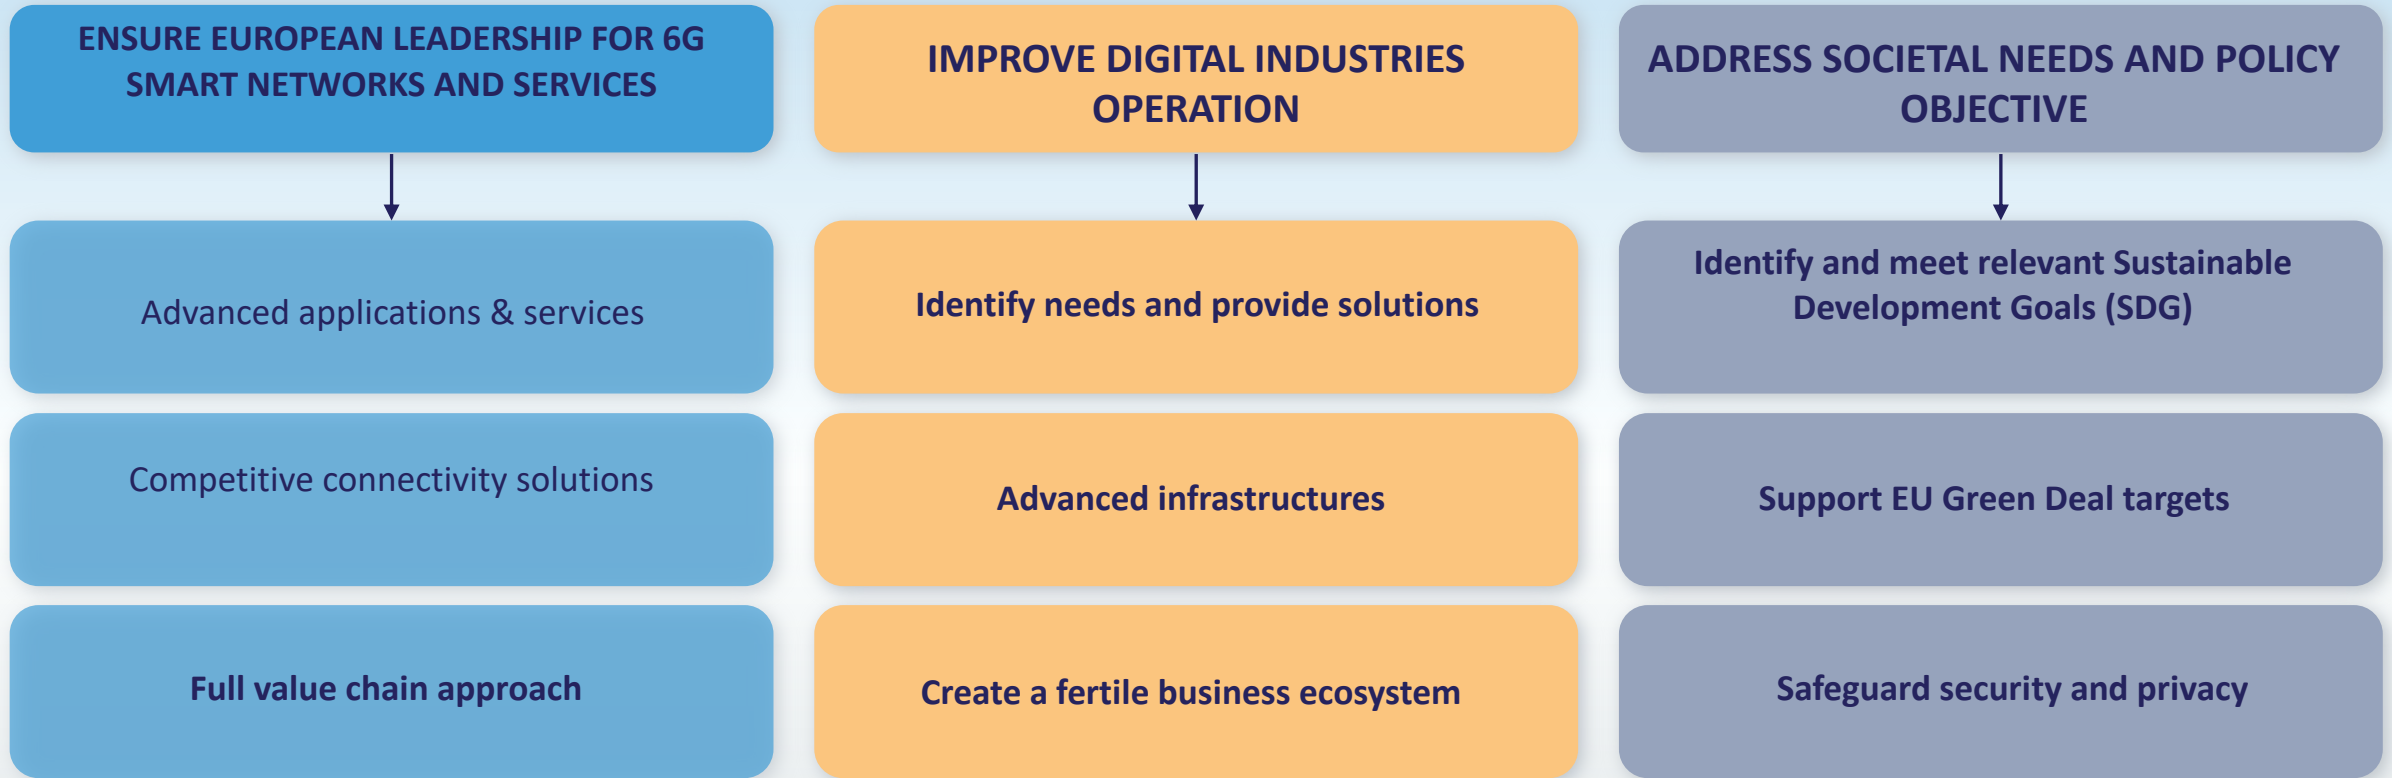 ENSURE EUROPEAN LEADERSHIP FOR 6G
SMART NETWORKS AND SERVICES
Advanced applications & services
Competitive connectivity solutions
Full value chain approach
IMPROVE DIGITAL INDUSTRIES
OPERATION
Identify needs and provide solutions
Advanced infrastructures
Create a fertile business ecosystem
ADDRESS SOCIETAL NEEDS AND POLICY
OBJECTIVE
Identify and meet relevant Sustainable
Development Goals (SDG)
Support EU Green Deal targets
Safeguard security and privacy